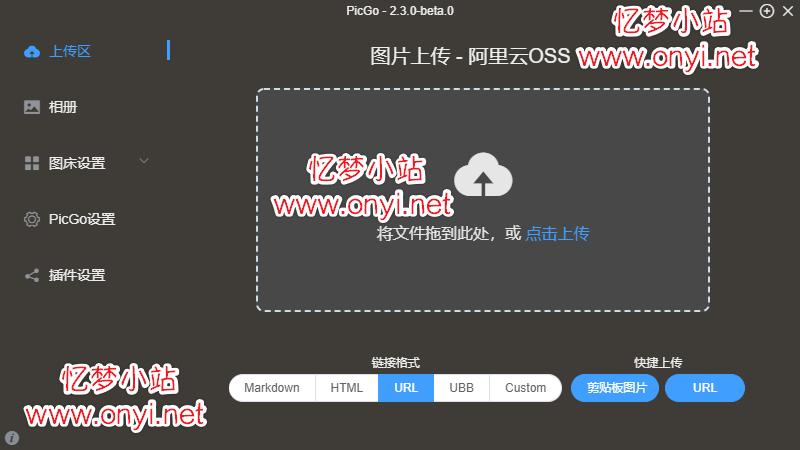 PicGo - 2.3.0-beta.0
忆梦小站
www.onyi.net
上传区
图片上传 - 阿里云OSS
相册
图床设置
PicGo设置
插件设置
忆梦小站
www.onyi.net
将文件拖到此处，或 点击上传
链接格式
快捷上传
Markdown HTML URL UBB Custom
剪贴板图片 URL
忆梦小站
www.onyi.net
i